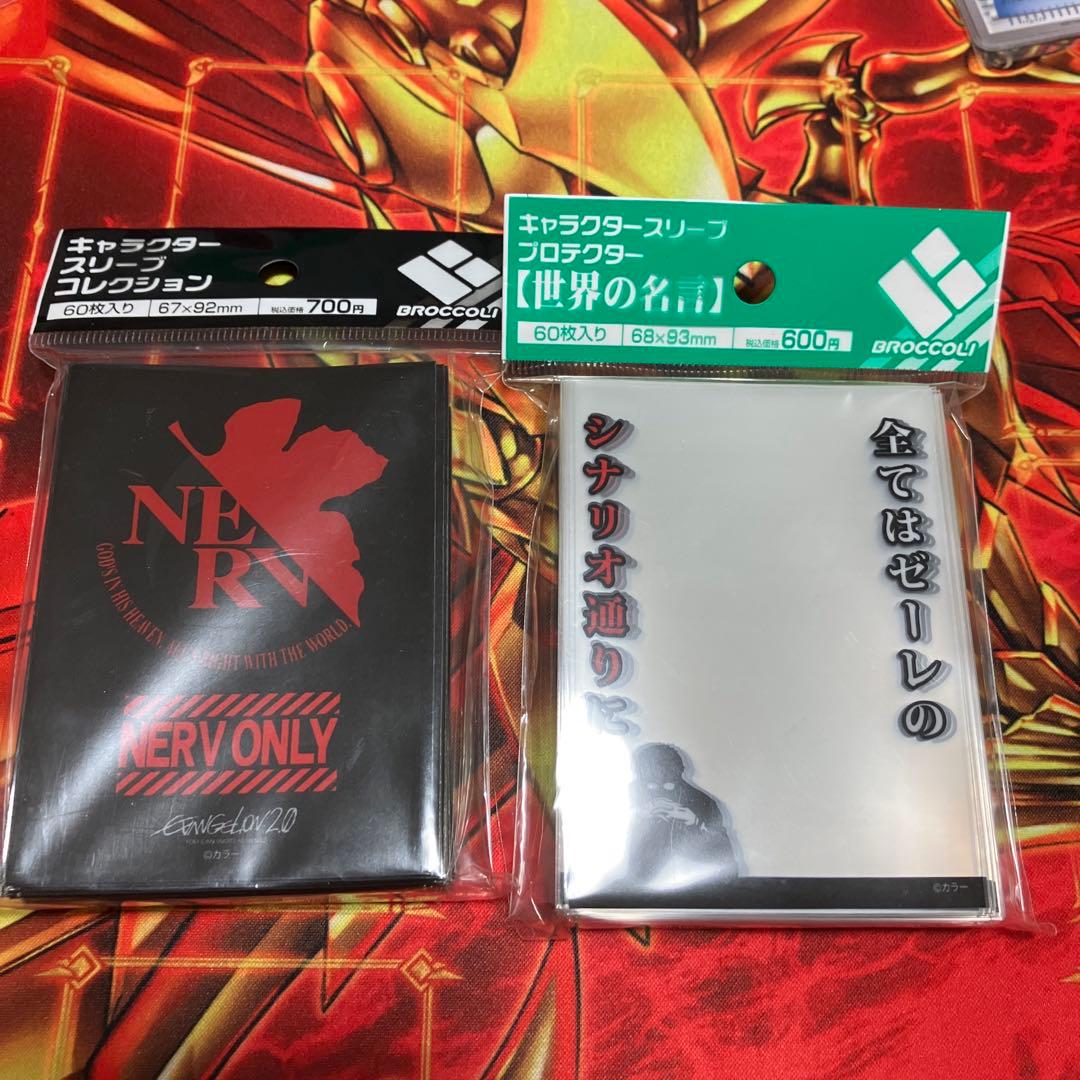 キャラクター
スリーブ
コレクション
60枚入り 67×92mm 税込価格700円
BROCCOLI
NERV
GOD'S IN HIS HEAVEN. ALL'S RIGHT WITH THE WORLD.
NERV ONLY
EVANGELION 2.0
©カラー
キャラクタースリーブ
プロテクター
【世界の名言】
60枚入り 68×93mm 税込価格600円
BROCCOLI
全てはゼーレの
シナリオ通りに
©カラー